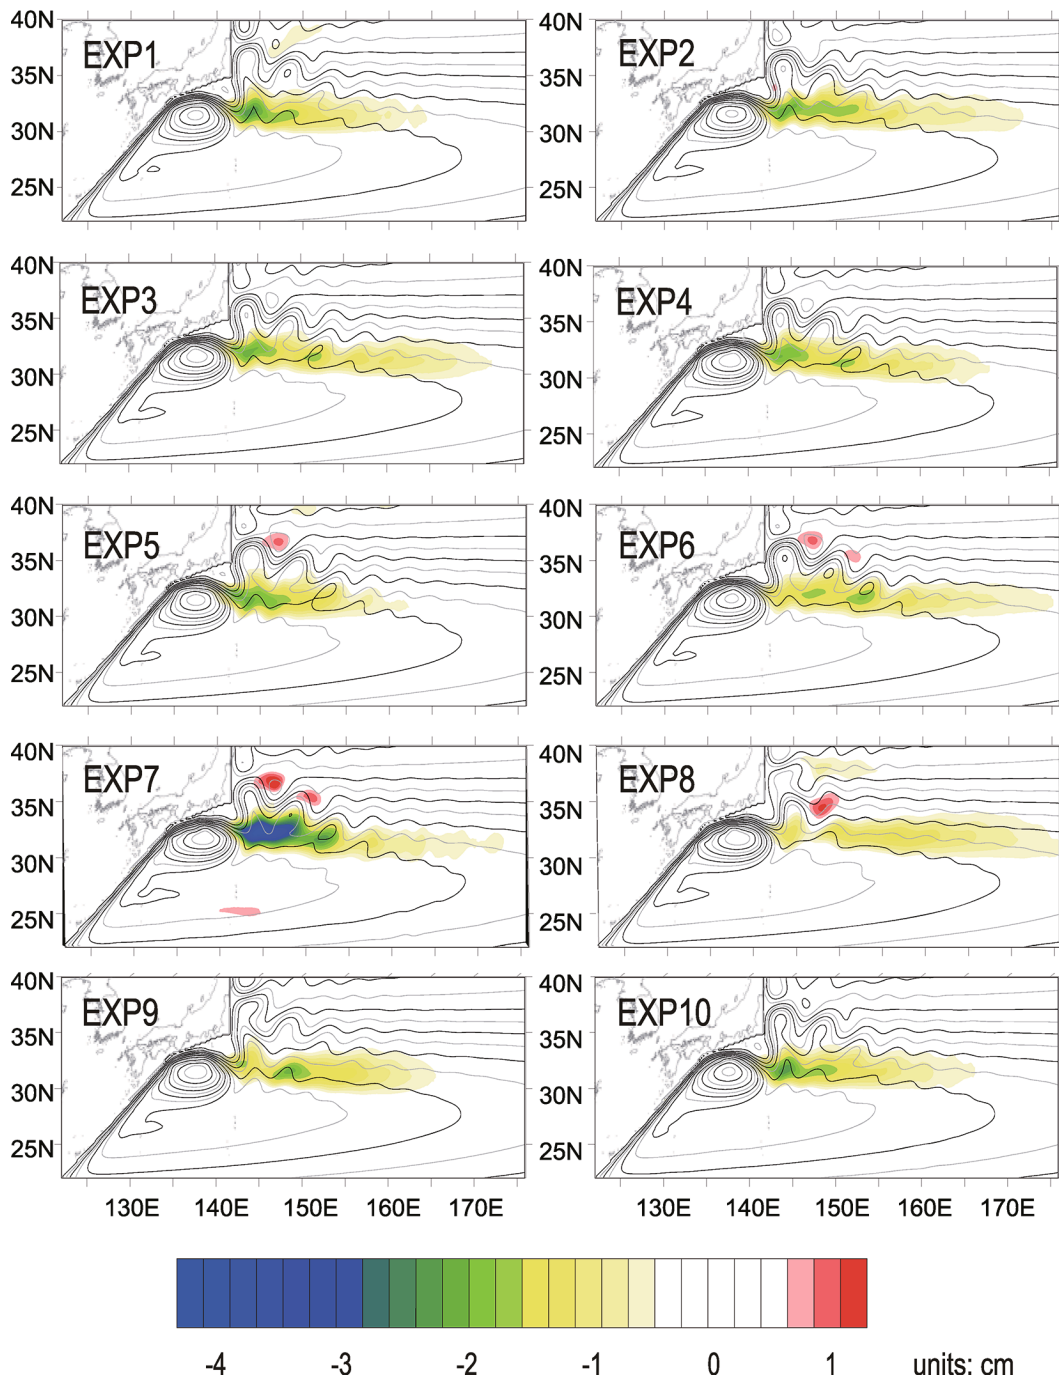 40N 40N
EXP1 EXP2
35N 35N
30N 30N
25N 25N
40N 40N
EXP3 EXP4
35N 35N
30N 30N
25N 25N
40N 40N
EXP5 EXP6
35N 35N
30N 30N
25N 25N
40N 40N
EXP7 EXP8
35N 35N
30N 30N
25N 25N
40N 40N
EXP9 EXP10
35N 35N
30N 30N
25N 25N
130E 140E 150E 160E 170E 130E 140E 150E 160E 170E
-4 -3 -2 -1 0 1 units: cm